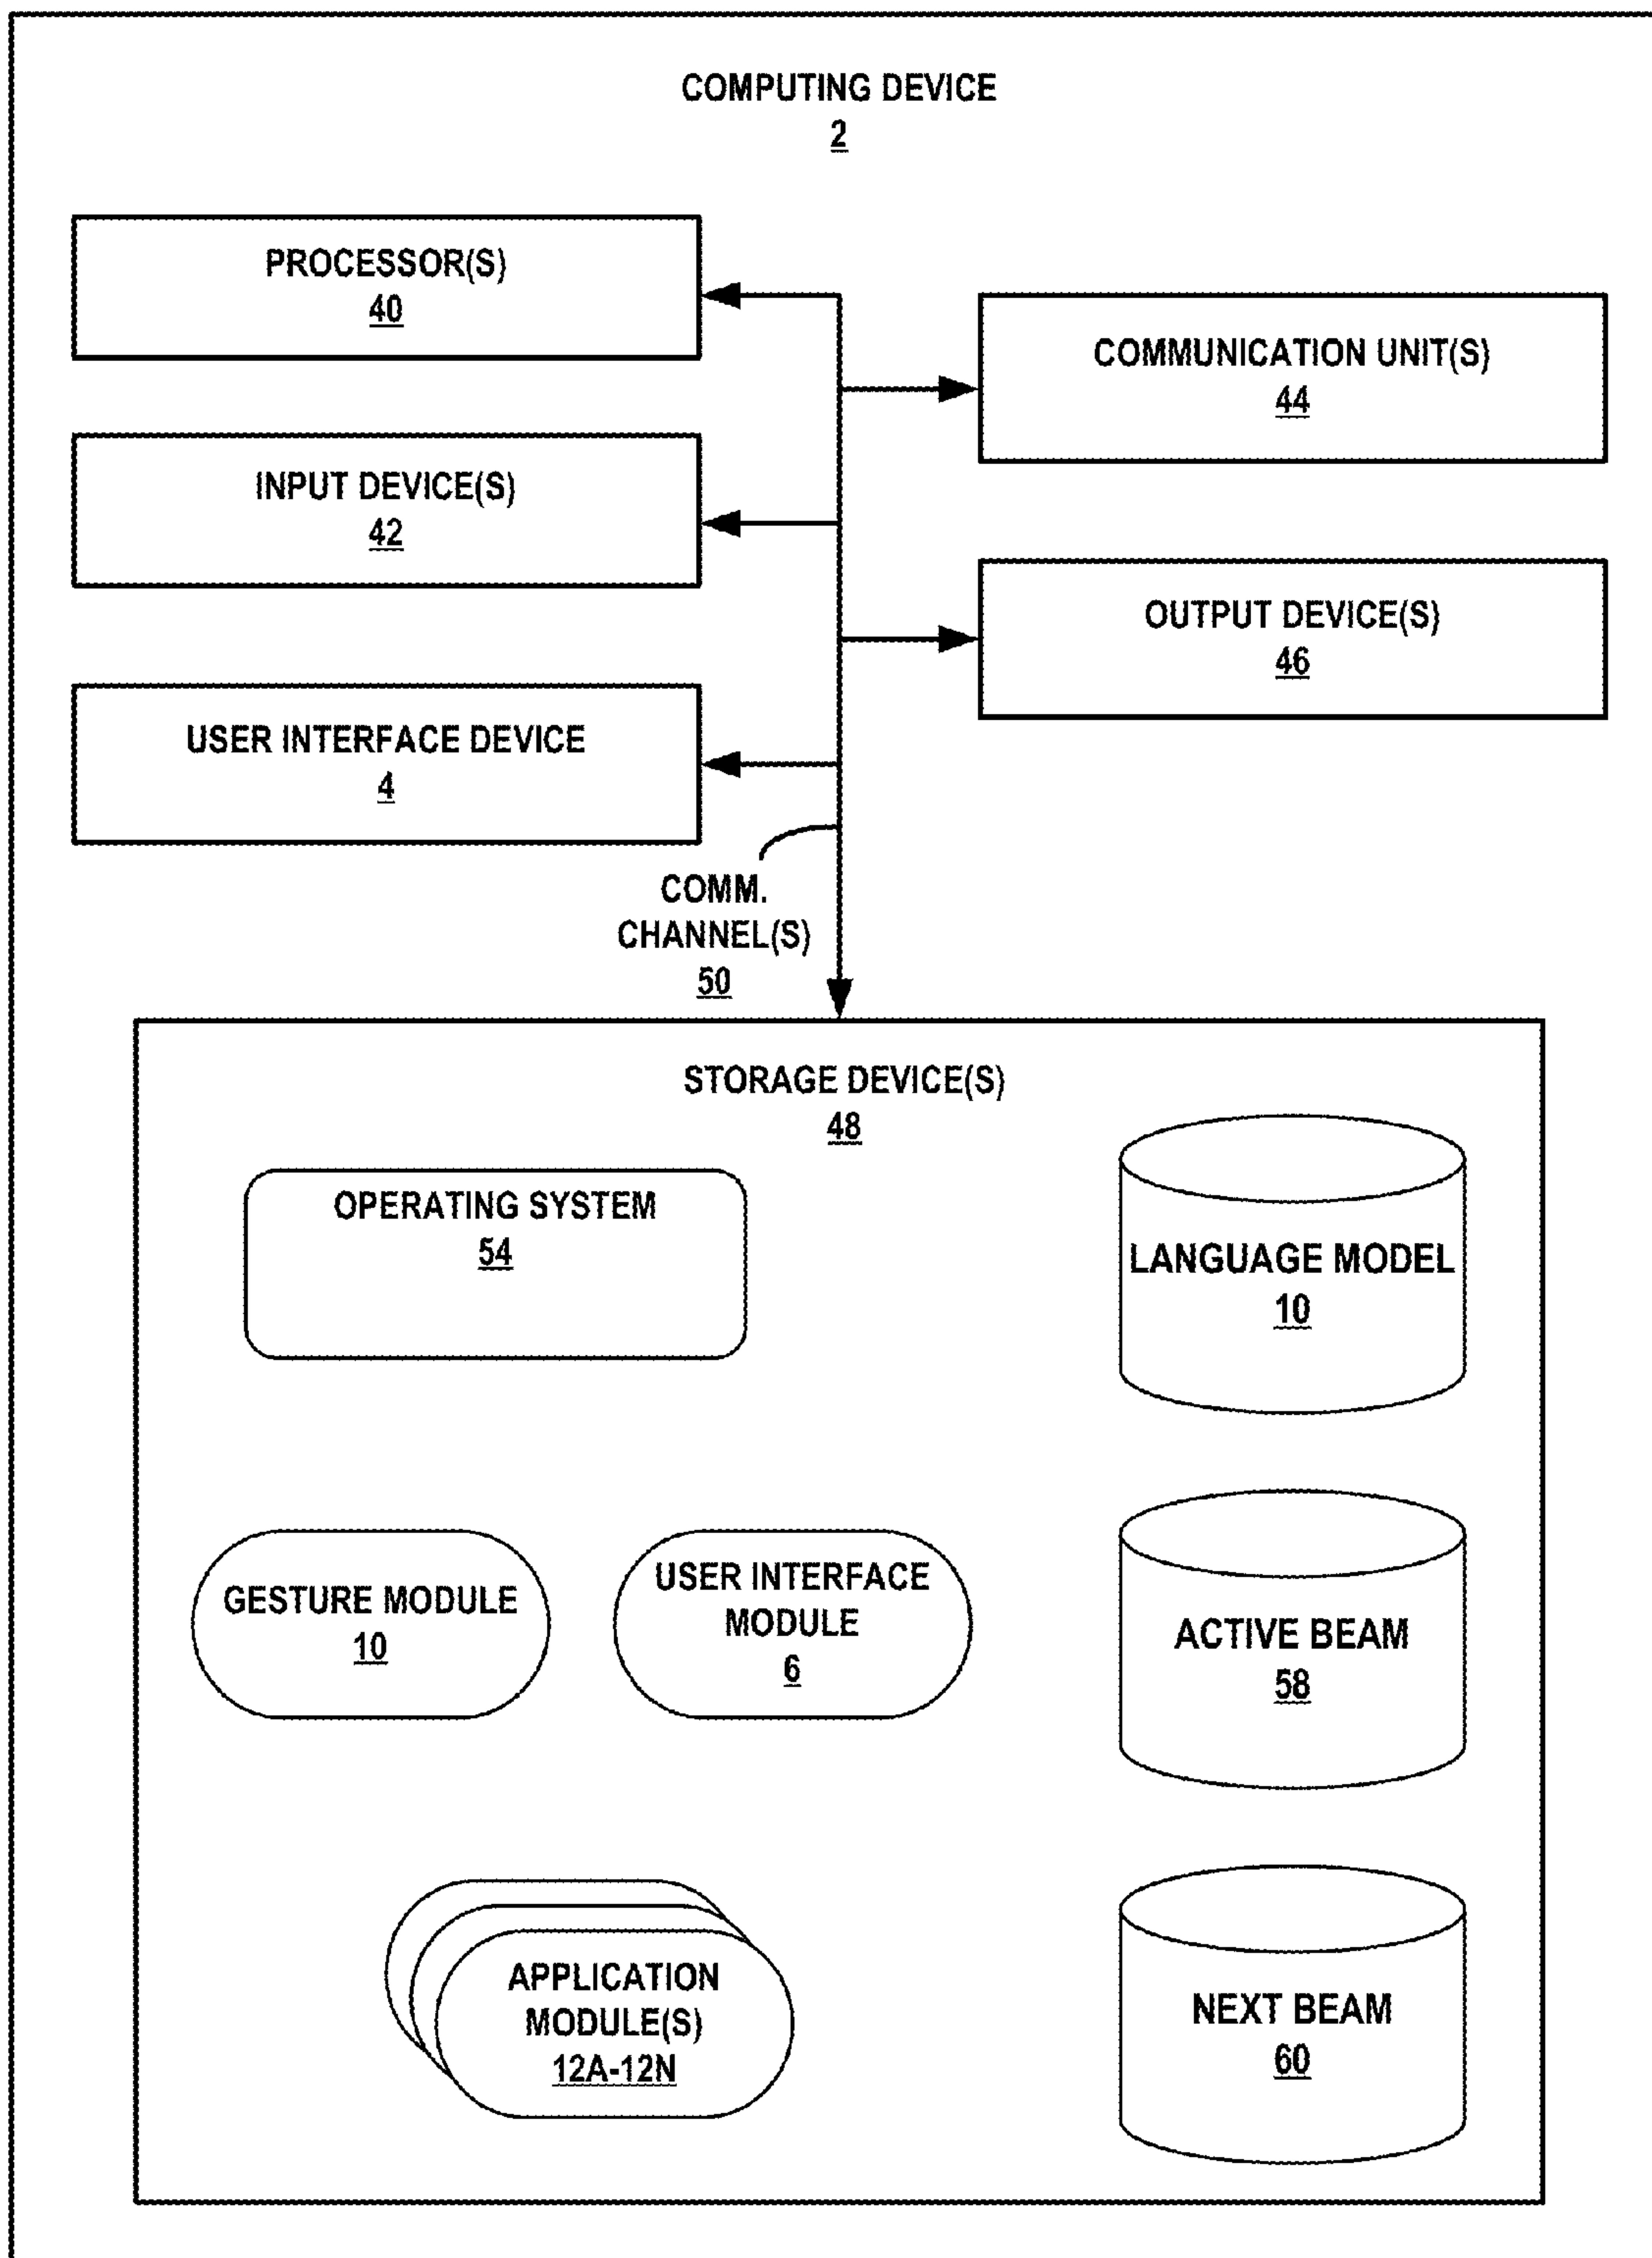 COMPUTING DEVICE
2
PROCESSOR(S)
40
COMMUNICATION UNIT(S)
44
INPUT DEVICE(S)
42
OUTPUT DEVICE(S)
46
USER INTERFACE DEVICE
4
COMM.
CHANNEL(S)
50
STORAGE DEVICE(S)
48
OPERATING SYSTEM
54
LANGUAGE MODEL
10
GESTURE MODULE
10
USER INTERFACE
MODULE
6
ACTIVE BEAM
58
APPLICATION
MODULE(S)
12A-12N
NEXT BEAM
60